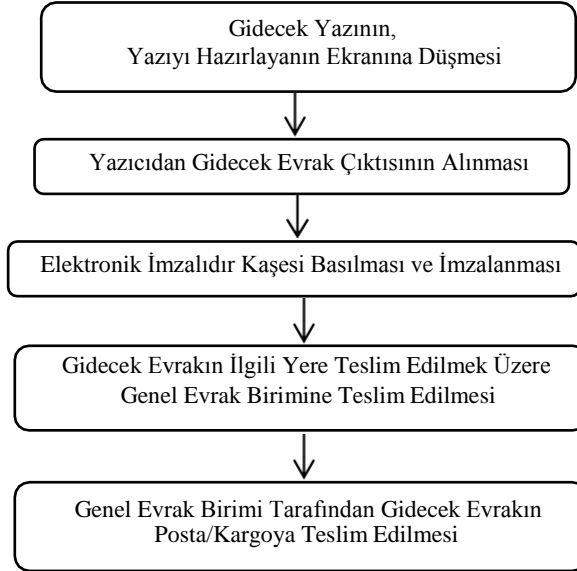 Gidecek Yazının,
Yazıyı Hazırlayanın Ekranına Düşmesi
Yazıcıdan Gidecek Evrak Çıktısının Alınması
Elektronik İmzalıdır Kaşesi Basılması ve İmzalanması
Gidecek Evrakın İlgili Yere Teslim Edilmek Üzere
Genel Evrak Birimine Teslim Edilmesi
Genel Evrak Birimi Tarafından Gidecek Evrakın
Posta/Kargoya Teslim Edilmesi